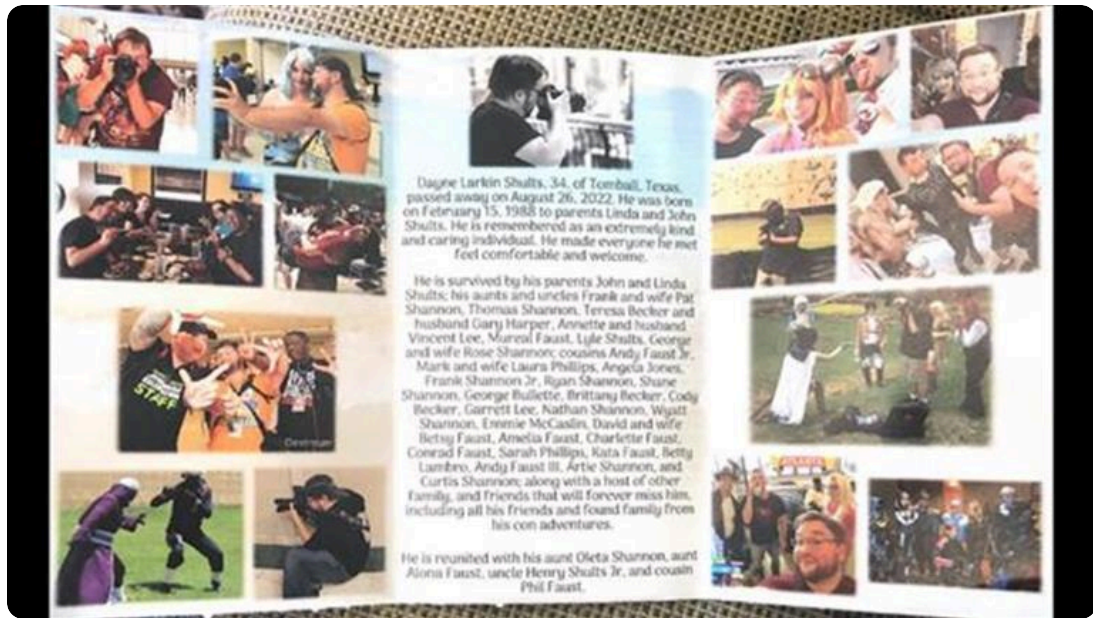 STAFF
Dayne Larkin Shults, 34, of Tomball, Texas,
passed away on August 26, 2022. He was born
on February 15, 1988 to parents Linda and John
Shults. He is remembered as an extremely kind
and caring individual. He made everyone he met
feel comfortable and welcome.
He is survived by his parents John and Linda
Shults; his aunts and uncles Frank and wife Pat
Shannon, Thomas Shannon, Teresa Becker and
husband Gary Harper, Annette and husband
Vincent Lee, Mureal Faust, Lyle Shults, George
and wife Rose Shannon; cousins Andy Faust Jr,
Mark and wife Laura Phillips, Angela Jones,
Frank Shannon Jr, Ryan Shannon, Shane
Shannon, George Bullette, Brittany Becker, Cody
Becker, Garrett Lee, Nathan Shannon, Wyatt
Shannon, Emmie McCaslin, David and wife
Betsy Faust, Amelia Faust, Charlette Faust,
Conrad Faust, Sarah Phillips, Kata Faust, Betty
Lambro, Andy Faust III, Artie Shannon, and
Curtis Shannon; along with a host of other
family, and friends that will forever miss him,
including all his friends and found family from
his con adventures.
He is reunited with his aunt Oleta Shannon, aunt
Alona Faust, uncle Henry Shults Jr, and cousin
Phil Faust.
ATLANTA